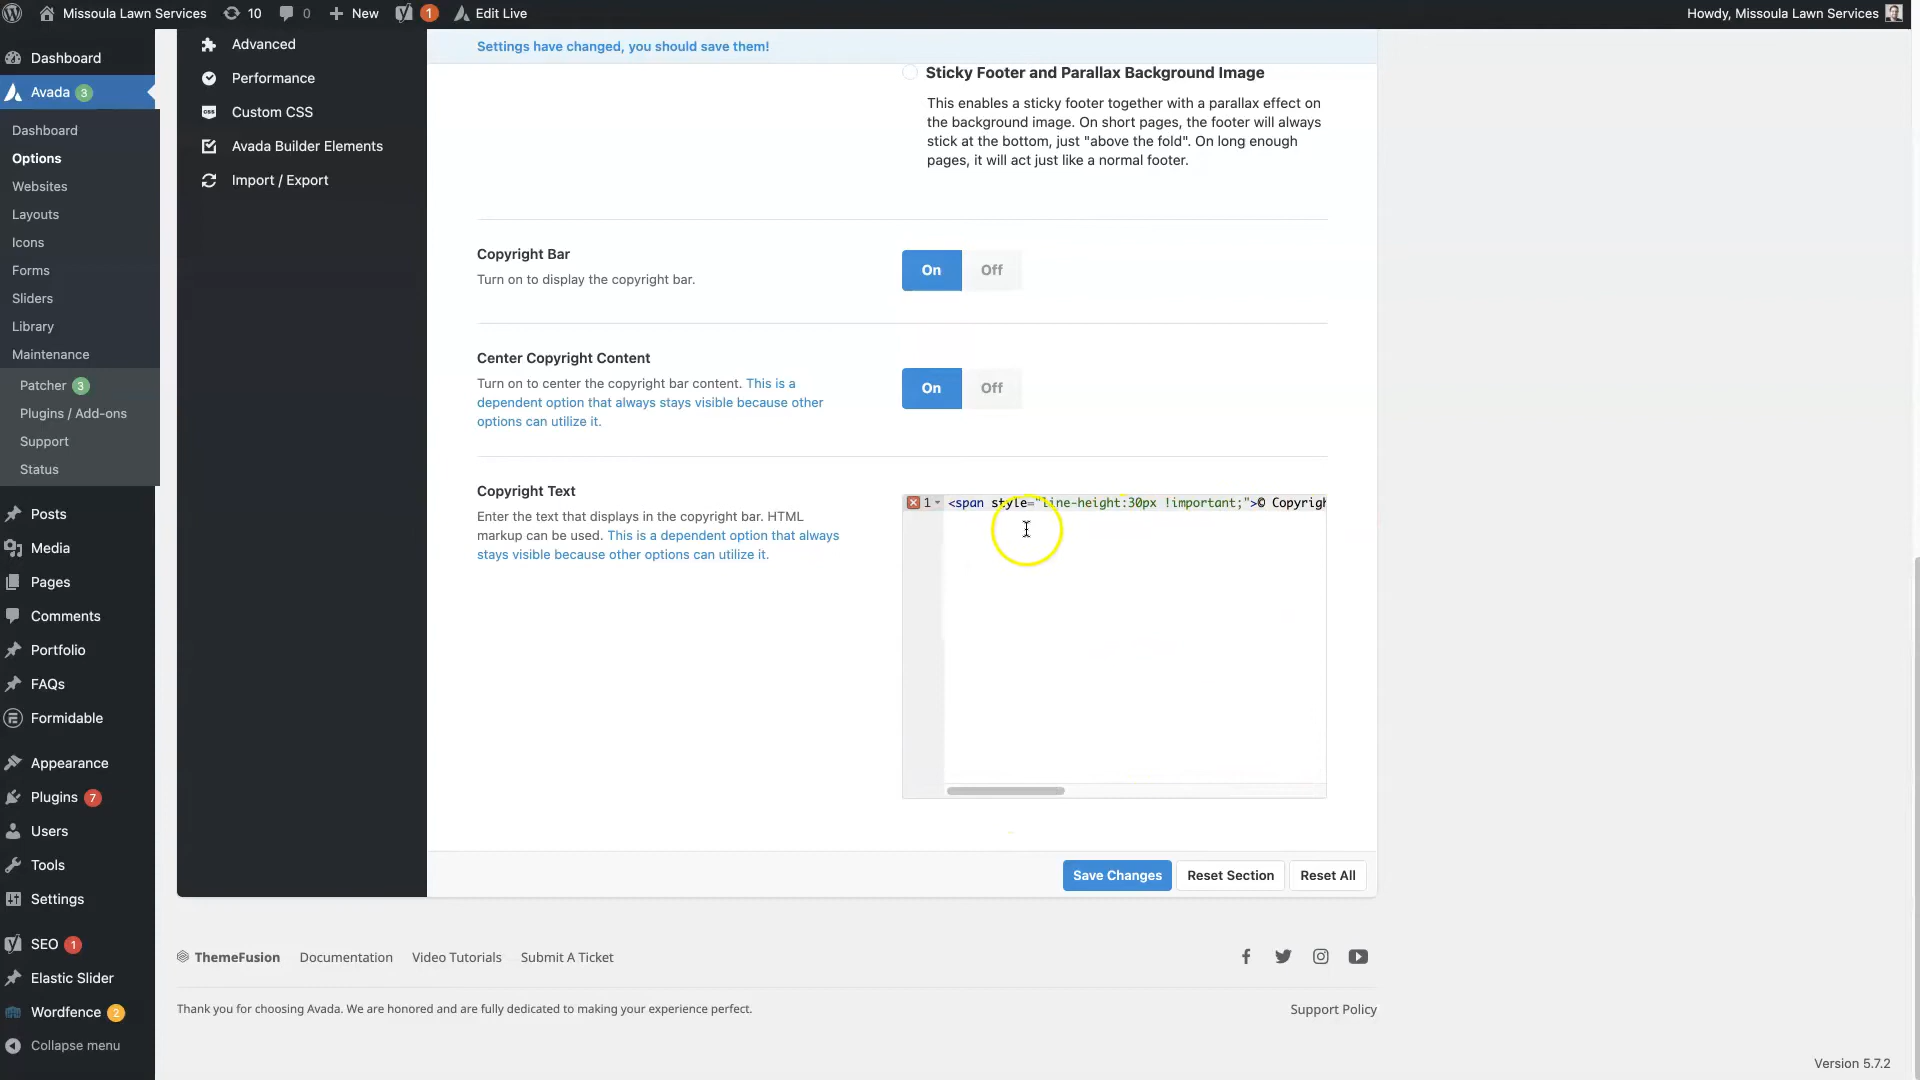 Missoula Lawn Services
10
0
New
1
Edit Live
Howdy, Missoula Lawn Services
Dashboard
Avada 3
Dashboard
Options
Websites
Layouts
Icons
Forms
Sliders
Library
Maintenance
Patcher 3
Plugins / Add-ons
Support
Status
Posts
Media
Pages
Comments
Portfolio
FAQs
Formidable
Appearance
Plugins 7
Users
Tools
Settings
SEO 1
Elastic Slider
Wordfence 2
Collapse menu
Advanced
Performance
Custom CSS
Avada Builder Elements
Import / Export
Settings have changed, you should save them!
Sticky Footer and Parallax Background Image
This enables a sticky footer together with a parallax effect on
the background image. On short pages, the footer will always
stick at the bottom, just "above the fold". On long enough
pages, it will act just like a normal footer.
Copyright Bar
Turn on to display the copyright bar.
On
Off
Center Copyright Content
Turn on to center the copyright bar content. This is a
dependent option that always stays visible because other
options can utilize it.
On
Off
Copyright Text
Enter the text that displays in the copyright bar. HTML
markup can be used. This is a dependent option that always
stays visible because other options can utilize it.
1
<span style="line-height:30px !important;">© Copyrigh
Save Changes
Reset Section
Reset All
ThemeFusion
Documentation
Video Tutorials
Submit A Ticket
Thank you for choosing Avada. We are honored and are fully dedicated to making your experience perfect.
Support Policy
Version 5.7.2